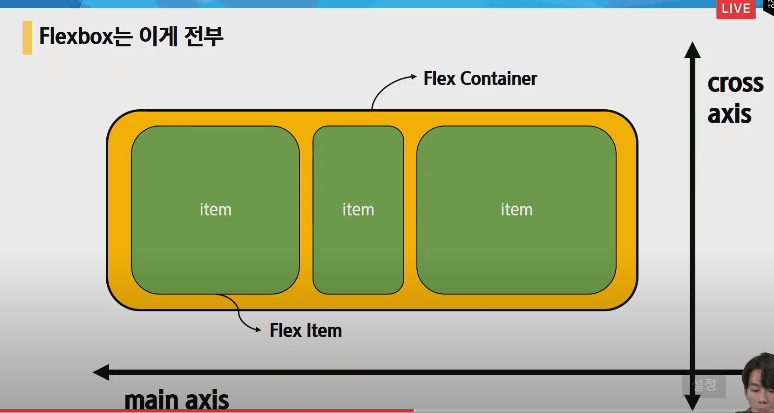 LIVE
Flexbox는 이게 전부
Flex Container
cross
axis
item
item
item
Flex Item
설정
main axis